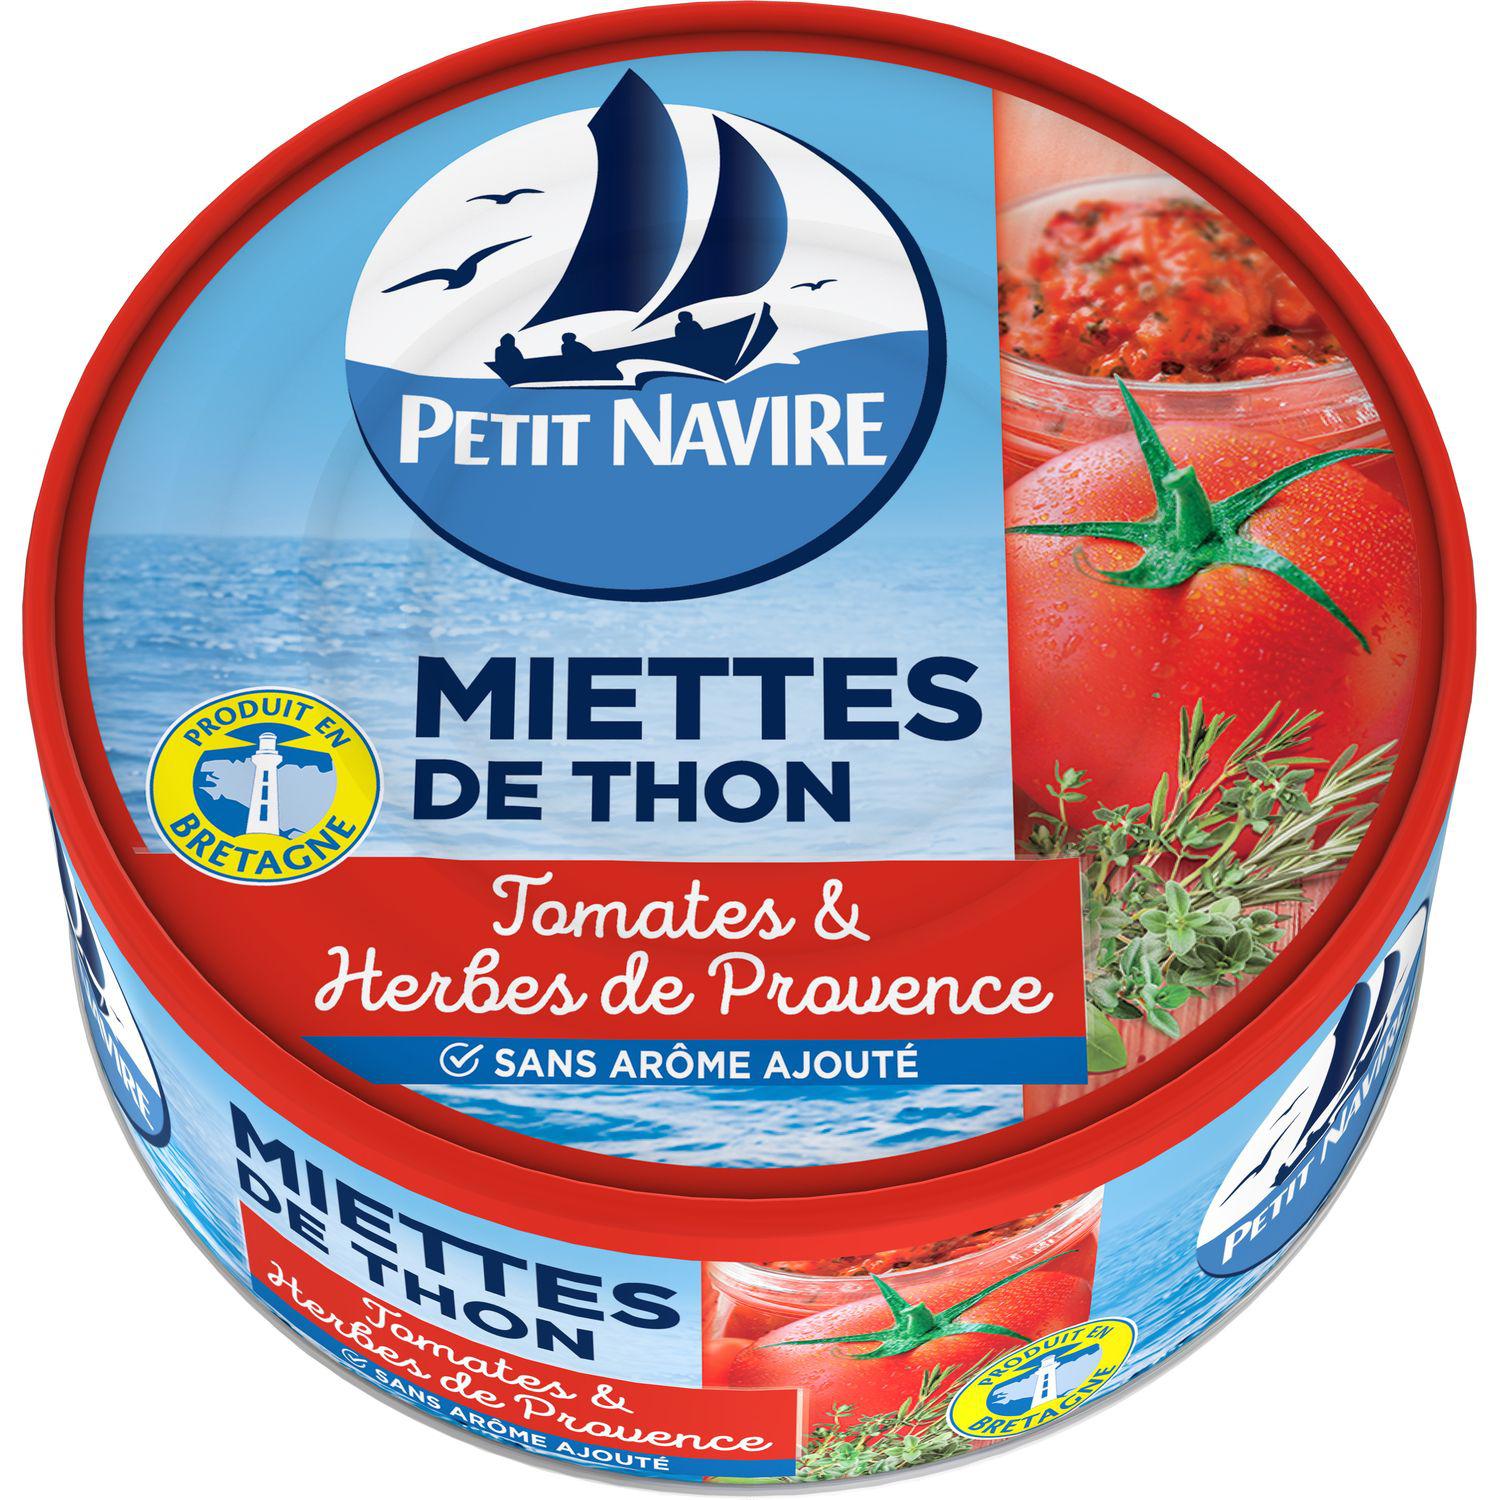 PETIT NAVIRE
MIETTES
DE THON
PRODUIT EN
BRETAGNE
Tomates &
Herbes de Provence
SANS ARÔME AJOUTÉ
NAVIRE
MIETTES
DE THON
Tomates &
Herbes de Provence
SANS ARÔME AJOUTÉ
PRODUIT EN
BRETAGNE
PETIT NAVIRE